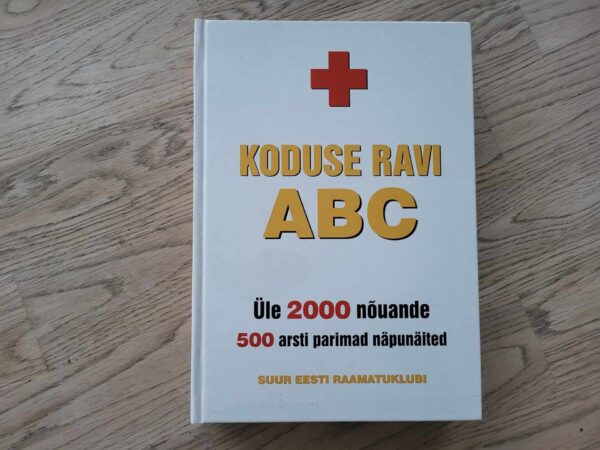 KODUSE RAVI
ABC
Üle 2000 nõuande
500 arsti parimad näpunäited
SUUR EESTI RAAMATUKLUBI